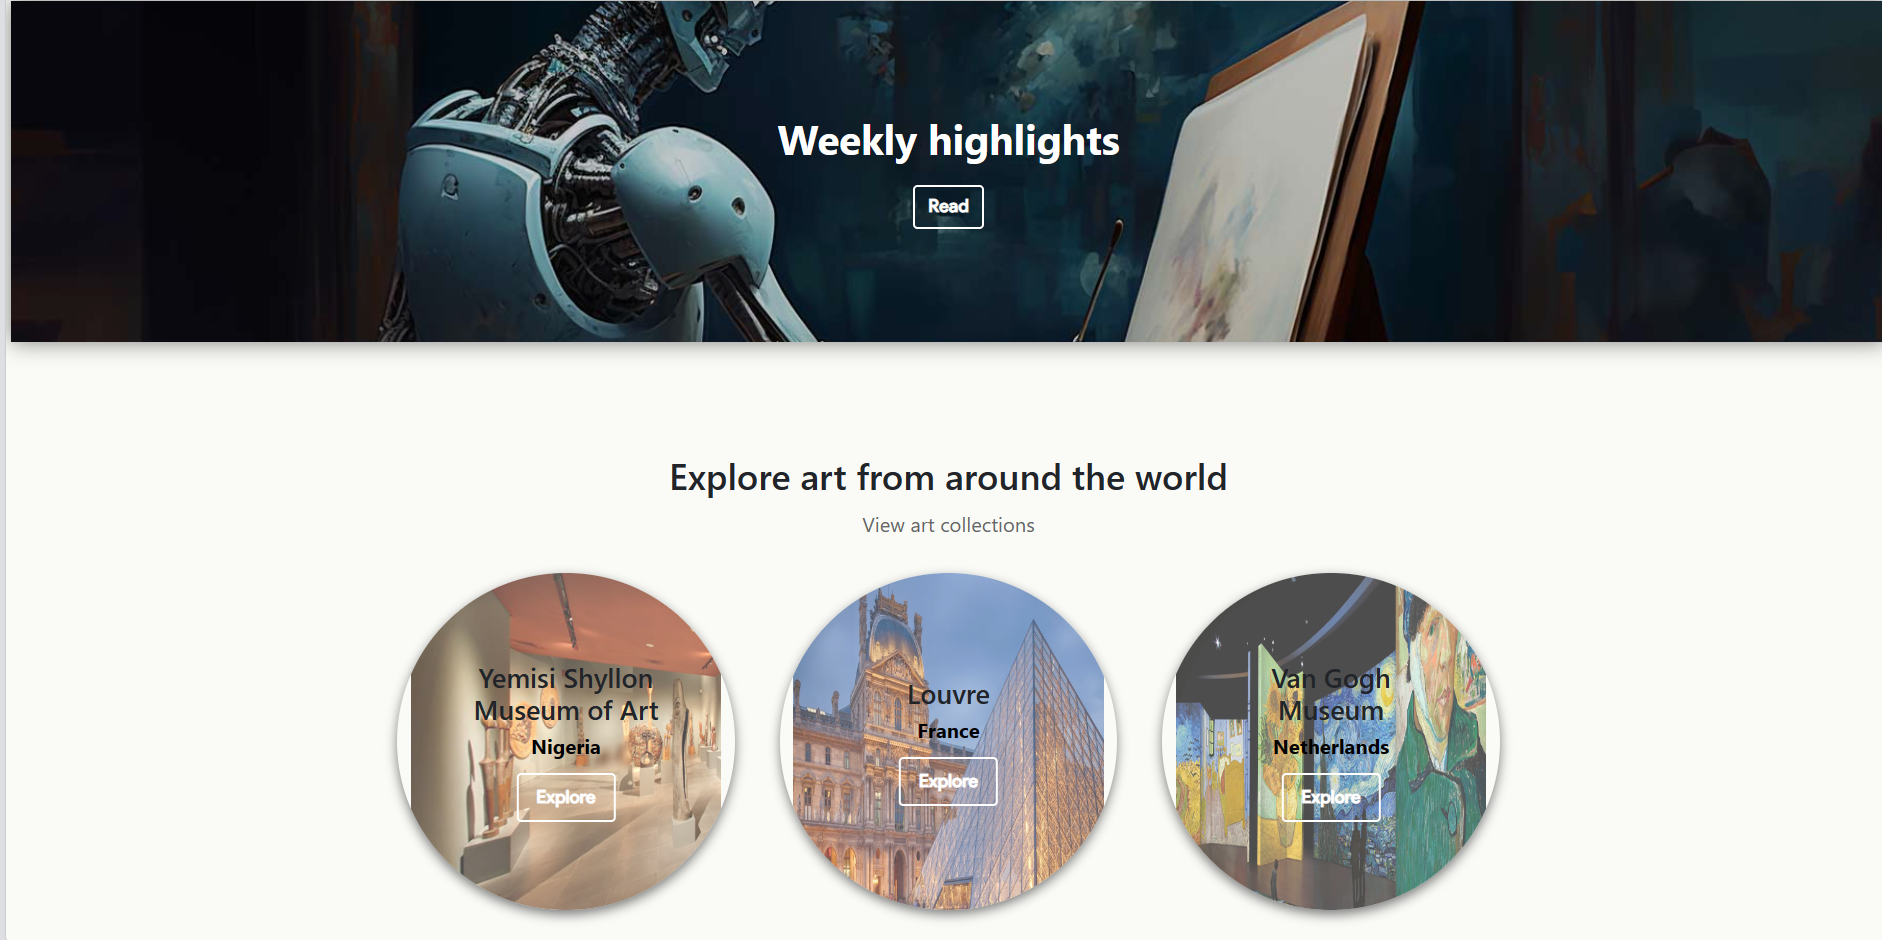 Weekly highlights
Read
Explore art from around the world
View art collections
Yemisi Shyllon
Museum of Art
Nigeria
Explore
Louvre
France
Explore
Van Gogh
Museum
Netherlands
Explore